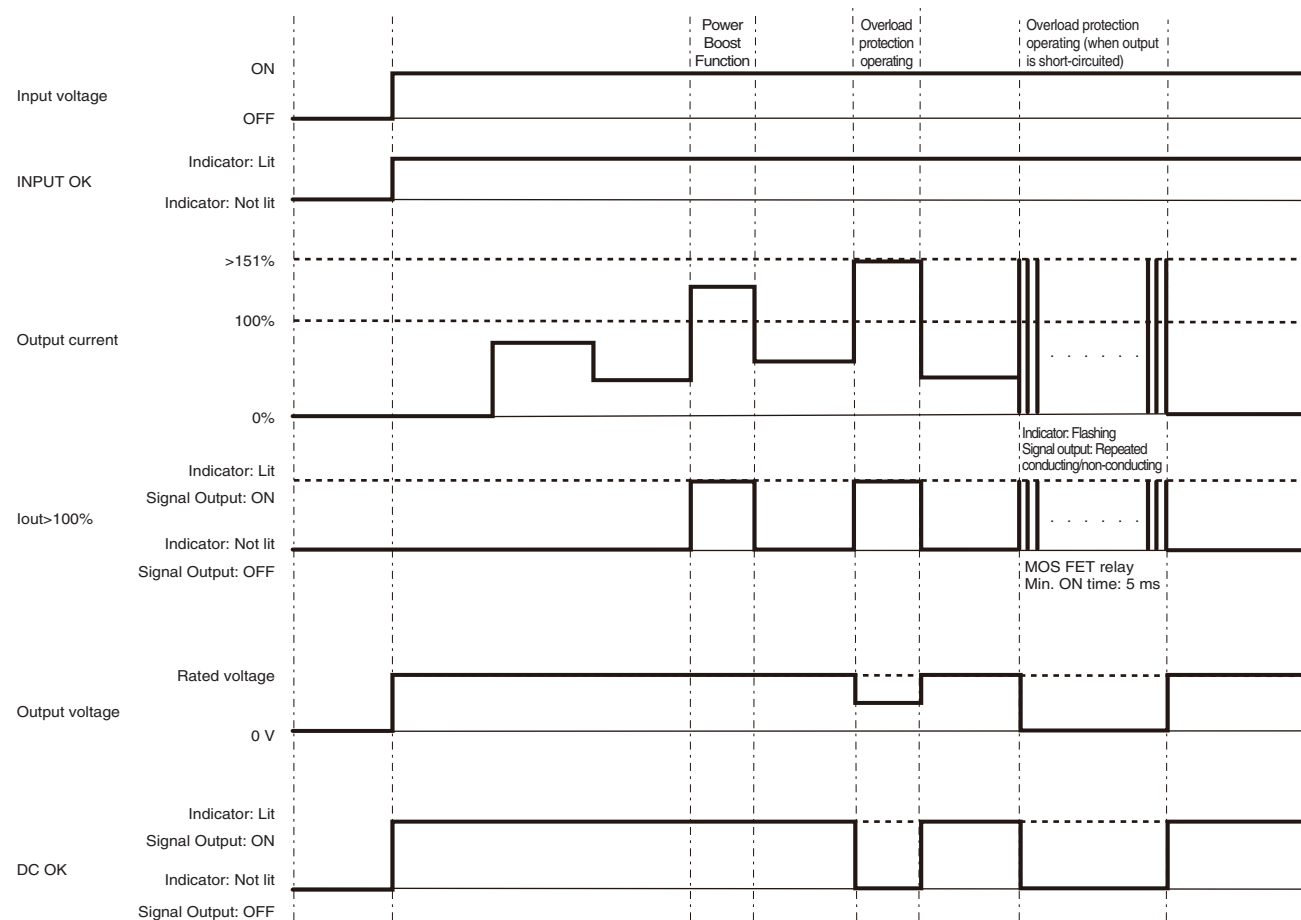 Power
Boost
Function
Overload
protection
operating
Overload protection
operating (when output
is short-circuited)
Input voltage
ON
OFF
INPUT OK
Indicator: Lit
Indicator: Not lit
Output current
>151%
100%
0%
Indicator: Flashing
Signal output: Repeated
conducting/non-conducting
Iout>100%
Indicator: Lit
Signal Output: ON
Indicator: Not lit
Signal Output: OFF
MOS FET relay
Min. ON time: 5 ms
Output voltage
Rated voltage
0 V
DC OK
Indicator: Lit
Signal Output: ON
Indicator: Not lit
Signal Output: OFF